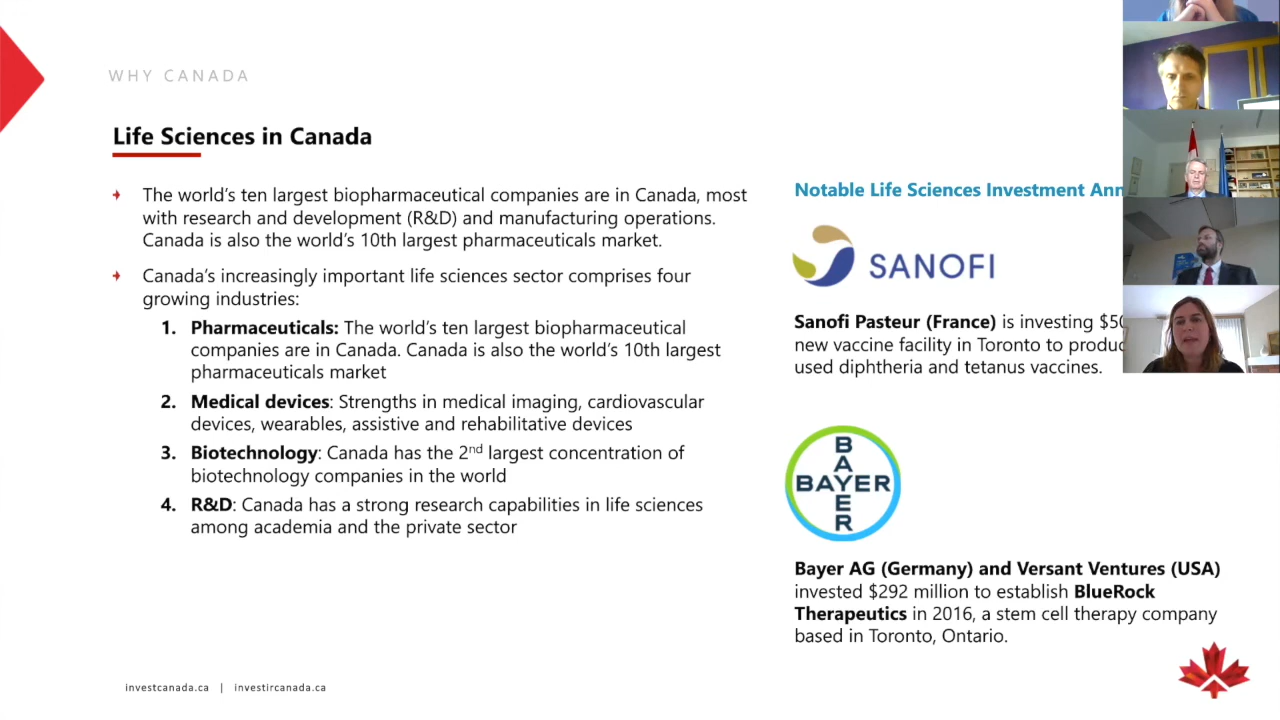 WHY CANADA
Life Sciences in Canada
The world's ten largest biopharmaceutical companies are in Canada, most
with research and development (R&D) and manufacturing operations.
Canada is also the world's 10th largest pharmaceuticals market.
Canada's increasingly important life sciences sector comprises four
growing industries:
1. Pharmaceuticals: The world's ten largest biopharmaceutical
companies are in Canada. Canada is also the world's 10th largest
pharmaceuticals market
2. Medical devices: Strengths in medical imaging, cardiovascular
devices, wearables, assistive and rehabilitative devices
3. Biotechnology: Canada has the 2nd largest concentration of
biotechnology companies in the world
4. R&D: Canada has a strong research capabilities in life sciences
among academia and the private sector
Notable Life Sciences Investment
SANOFI
Sanofi Pasteur (France) is investing
new vaccine facility in Toronto to
used diphtheria and tetanus vaccines.
BAYER
BAYER
Bayer AG (Germany) and Versant Ventures (USA)
invested $292 million to establish BlueRock
Therapeutics in 2016, a stem cell therapy company
based in Toronto, Ontario.
investcanada.ca | investircanada.ca